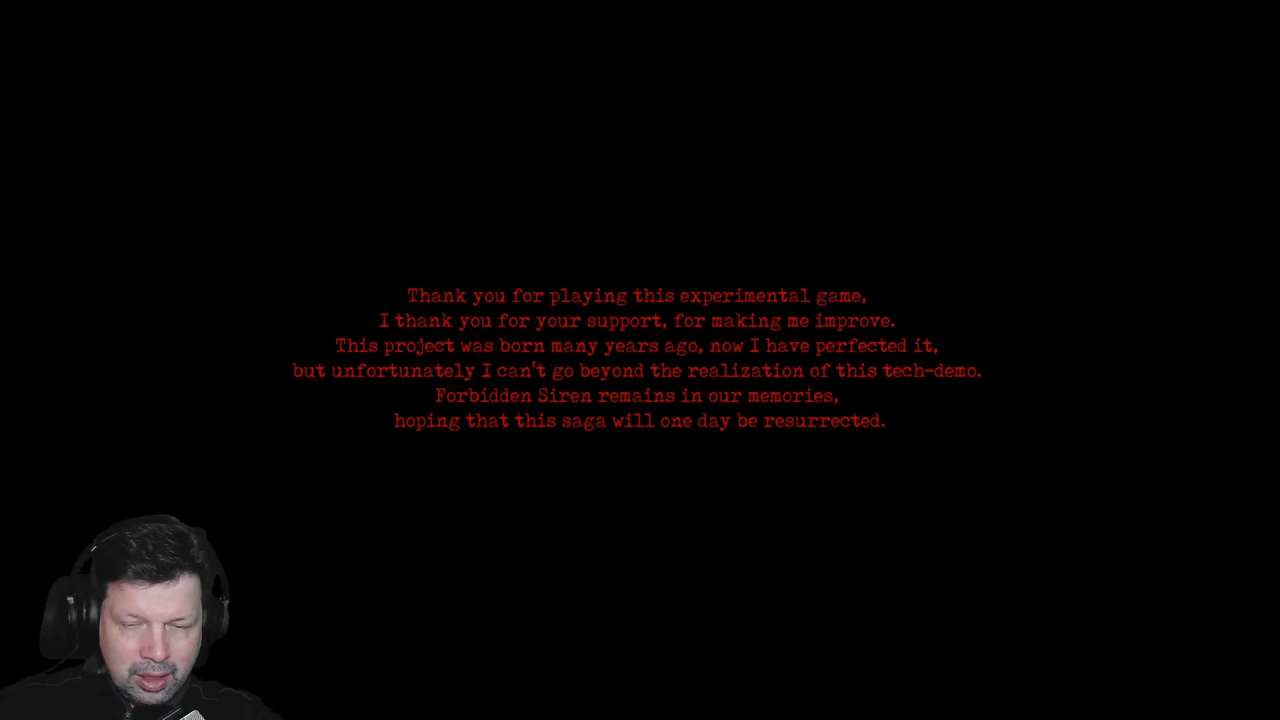 Thank you for playing this experimental game,
I thank you for your support, for making me improve.
This project was born many years ago, now I have perfected it,
but unfortunately I can't go beyond the realization of this tech-demo.
Forbidden Siren remains in our memories,
hoping that this saga will one day be resurrected.